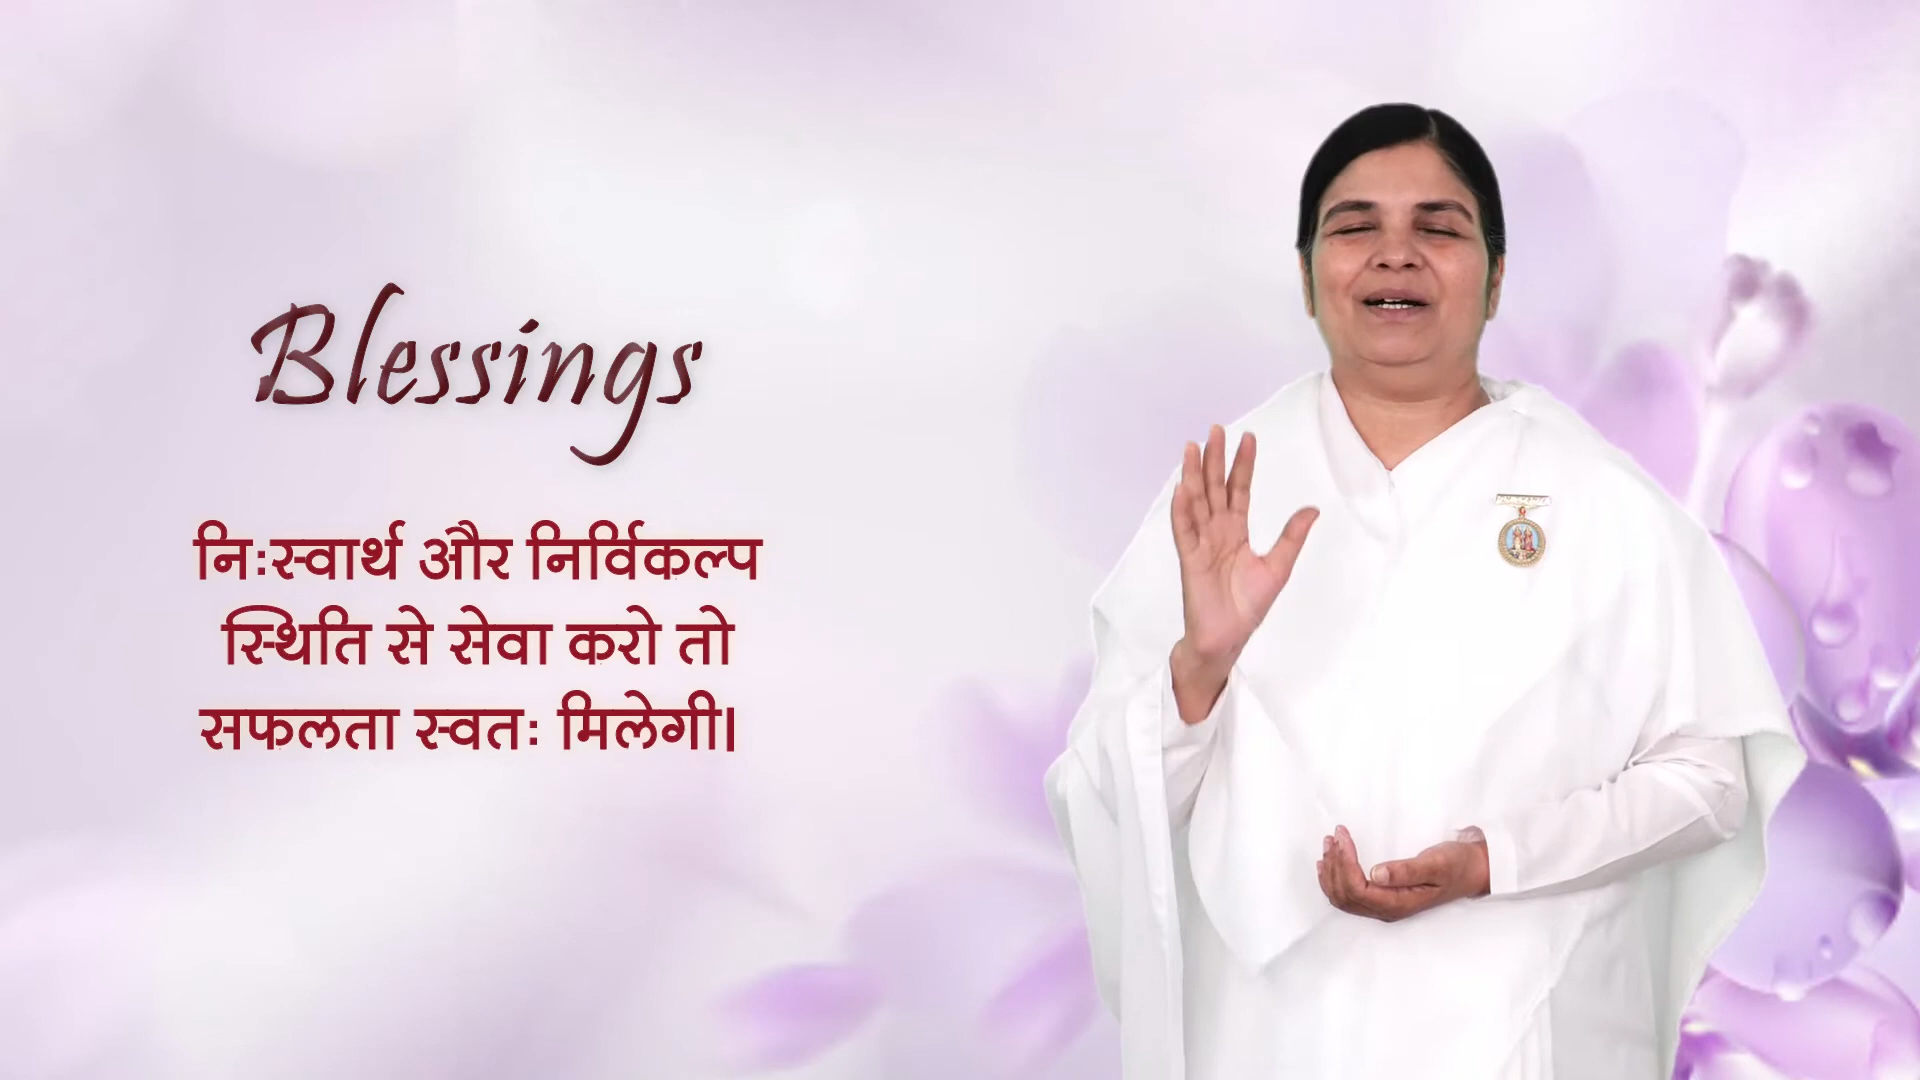 Blessings
निःस्वार्थ और निर्विकल्प
स्थिति से सेवा करो तो
सफलता स्वतः मिलेगी।